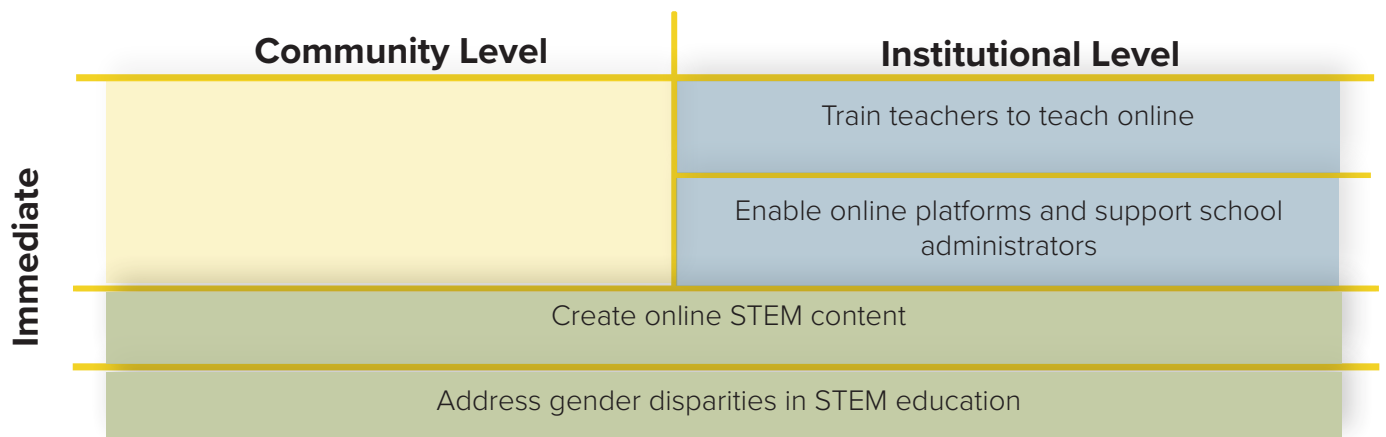 Community Level
Institutional Level
Immediate
Train teachers to teach online
Enable online platforms and support school
administrators
Create online STEM content
Address gender disparities in STEM education